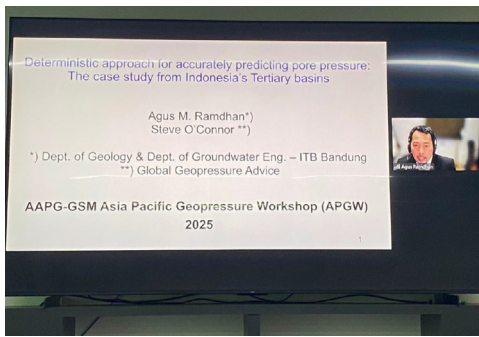 Deterministic approach for accurately predicting pore pressure:
The case study from Indonesia's Tertiary basins
Agus M. Ramdhan*)
Steve O'Connor **)
*) Dept. of Geology & Dept. of Groundwater Eng. – ITB Bandung
**) Global Geopressure Advice
AAPG-GSM Asia Pacific Geopressure Workshop (APGW)
2025
1
Agus Ramdhan